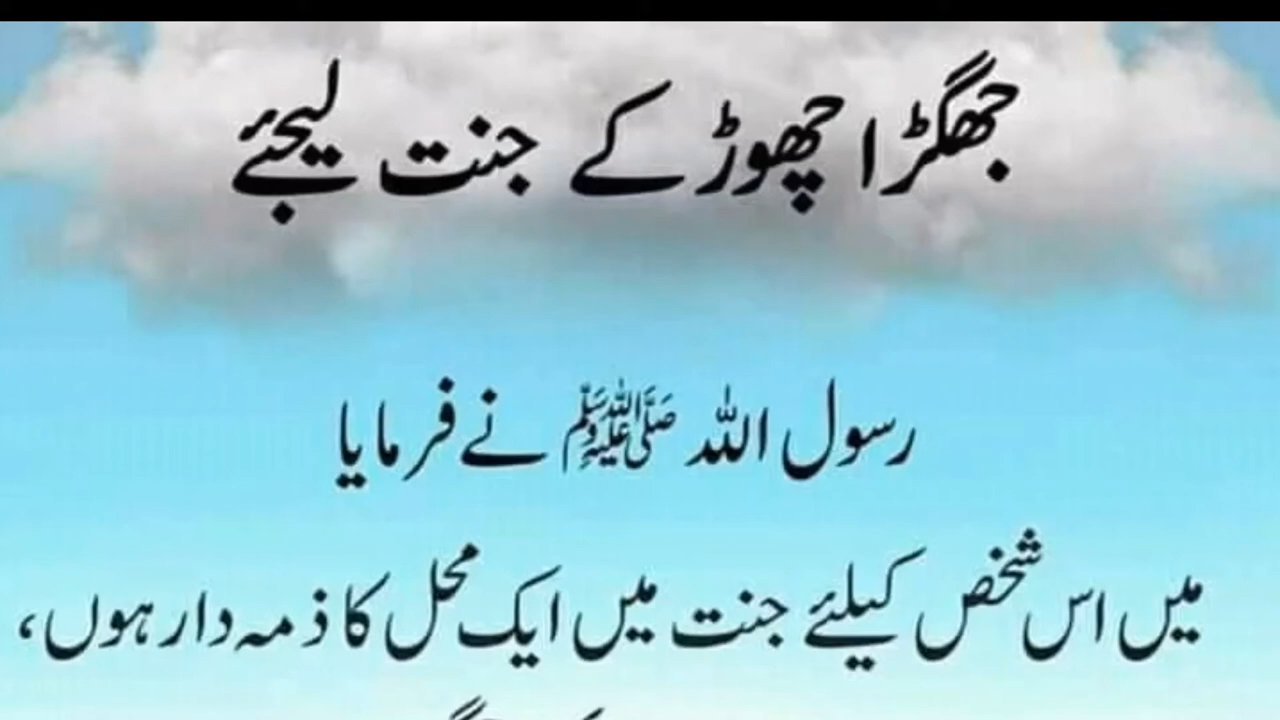 جھگڑا چھوڑ کے جنت لیجئے
رسول اللہ ﷺ نے فرمایا
میں اس شخص کیلئے جنت میں ایک محل کا ذمہ دار ہوں،